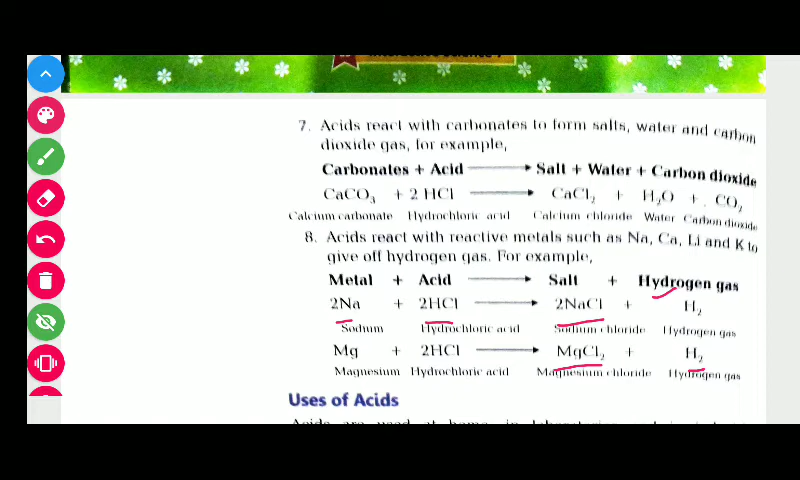 7. Acids react with carbonates to form salts, water and carbon
dioxide gas, for example,
Carbonates + Acid → Salt + Water + Carbon dioxide
CaCO₃ + 2 HCl → CaCl₂ + H₂O + CO₂
Calcium carbonate Hydrochloric acid Calcium chloride Water Carbon dioxide
8. Acids react with reactive metals such as Na, Ca, Li and K to
give off hydrogen gas. For example,
Metal + Acid → Salt + Hydrogen gas
2Na + 2HCl → 2NaCl + H₂
Sodium Hydrochloric acid Sodium chloride Hydrogen gas
Mg + 2HCl → MgCl₂ + H₂
Magnesium Hydrochloric acid Magnesium chloride Hydrogen gas
Uses of Acids